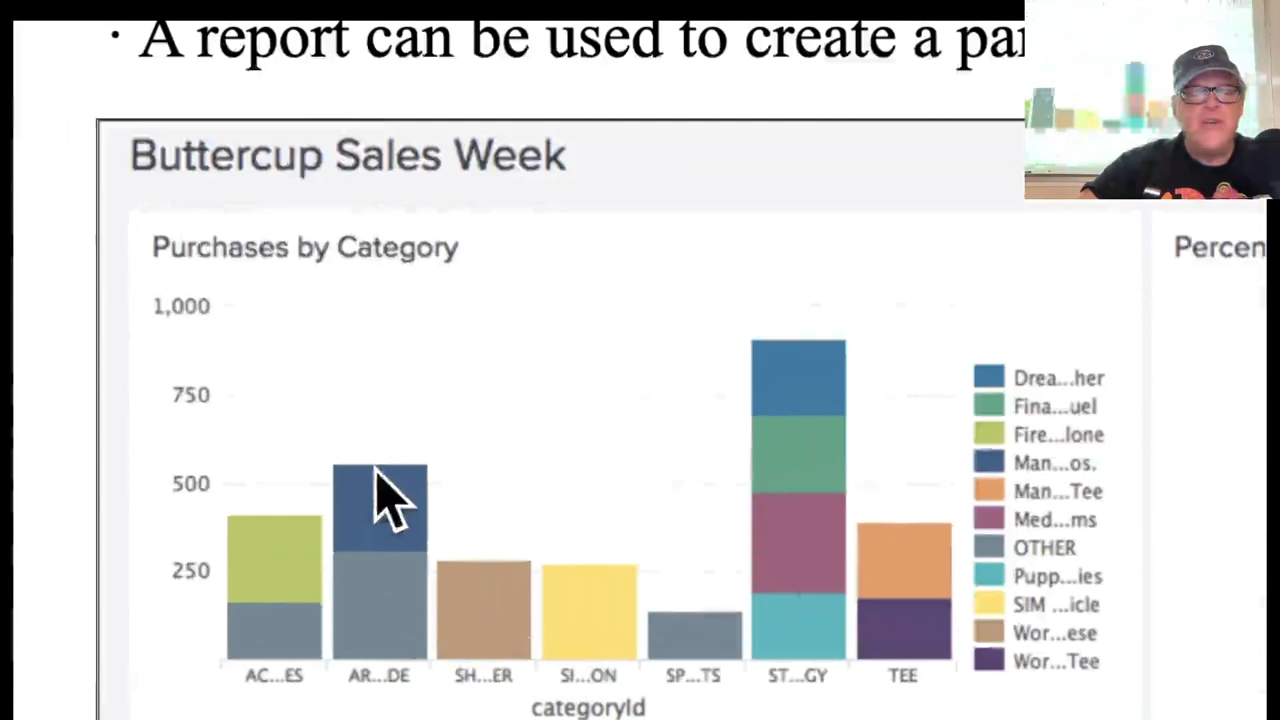 · A report can be used to create a
Buttercup Sales Week
Purchases by Category
Percen
1,000
750
500
250
Drea...her
Fina...uel
Fire...lone
Man...os.
Man...Tee
Med...ms
OTHER
Pupp...ies
SIM ...icle
Wor...ese
Wor...Tee
AC...ES
AR...DE
SH...ER
SI...ON
SP...TS
ST...GY
TEE
categoryId